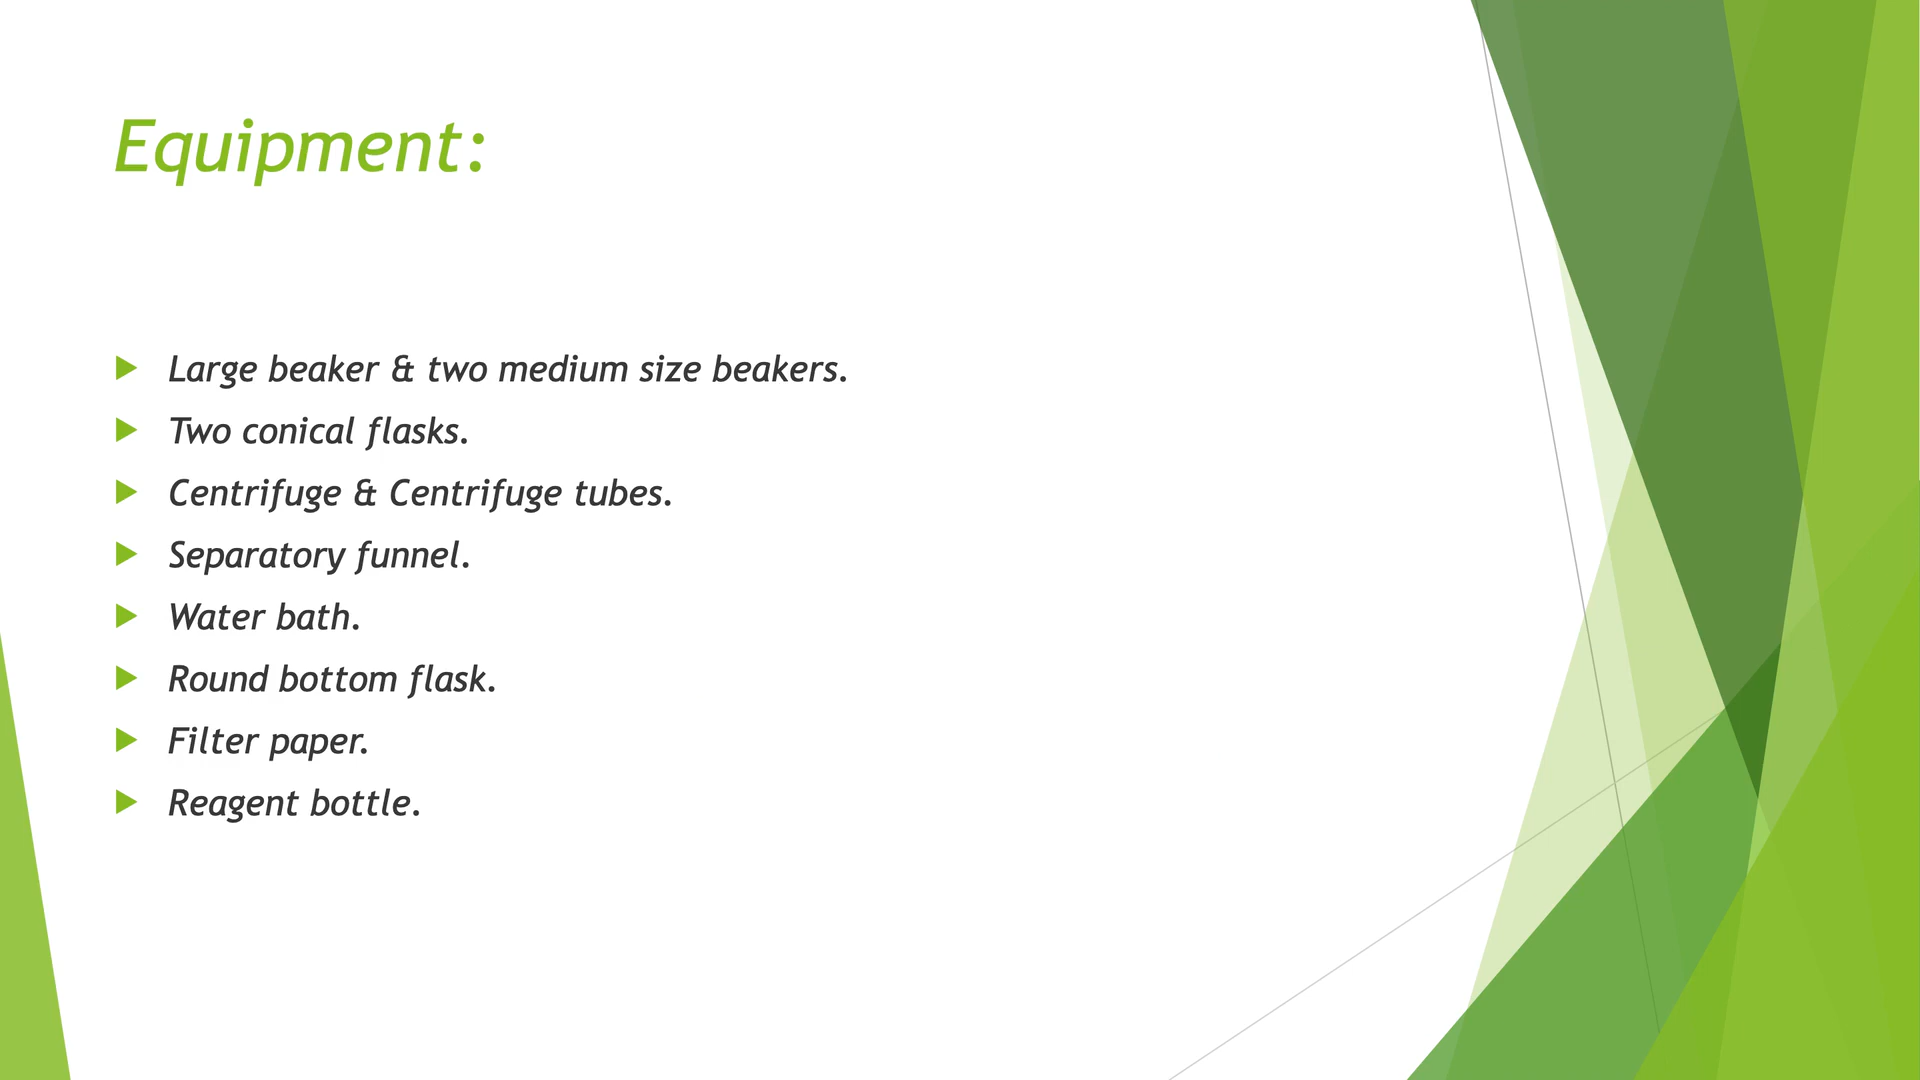 Equipment:
Large beaker & two medium size beakers.
Two conical flasks.
Centrifuge & Centrifuge tubes.
Separatory funnel.
Water bath.
Round bottom flask.
Filter paper.
Reagent bottle.